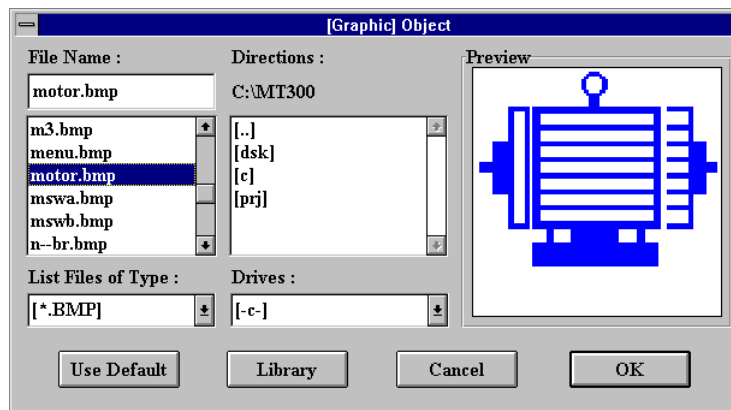 [Graphic] Object
File Name :
motor.bmp
m3.bmp
menu.bmp
motor.bmp
mswa.bmp
mswb.bmp
n--br.bmp
List Files of Type :
[*.BMP]
Directions :
C:\MT300
[..]
[dsk]
[c]
[prj]
Drives :
[-c-]
Preview
Use Default
Library
Cancel
OK